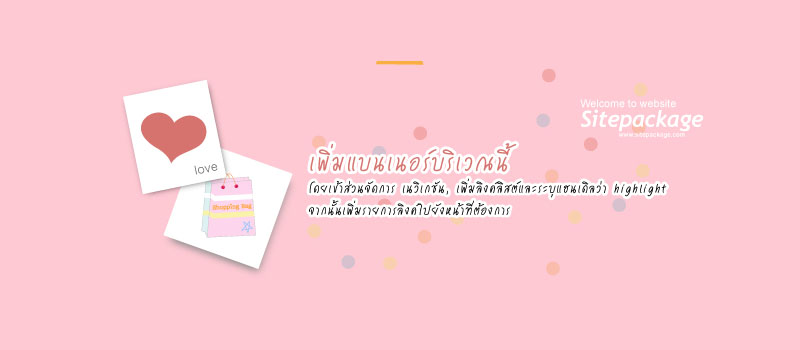 Welcome to website
Sitepackage
www.sitepackage.com
love
Shopping Bag
เพิ่มแบนเนอร์บริเวณนี้
โดยเข้าส่วนจัดการ เนวิเกชัน, เพิ่มลิงคลิสต์และระบุแฮนเดิลว่า highlight
จากนั้นเพิ่มรายการลิงค์ไปยังหน้าที่ต้องการ